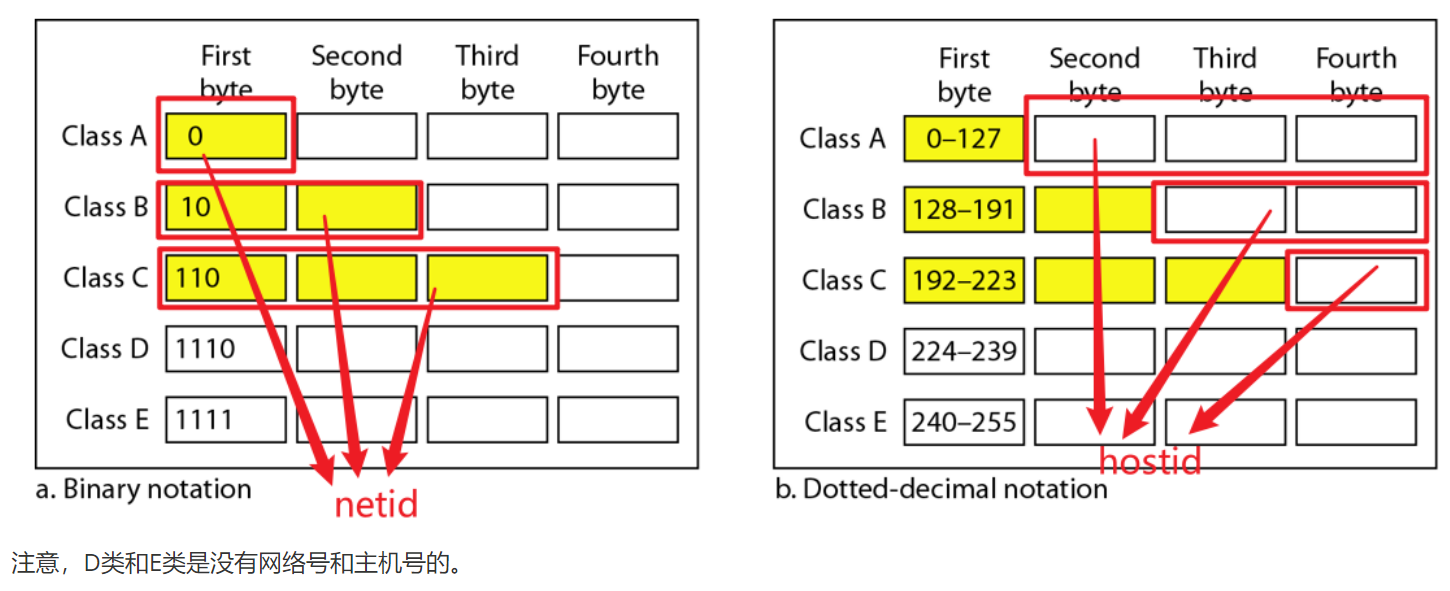 First Second Third Fourth
byte byte byte byte
Class A 0
Class B 10
Class C 110
Class D 1110
Class E 1111
a. Binary notation
netid
First Second Third Fourth
byte byte byte byte
Class A 0–127
Class B 128–191
Class C 192–223
Class D 224–239
Class E 240–255
hostid
b. Dotted-decimal notation
注意，D类和E类是没有网络号和主机号的。